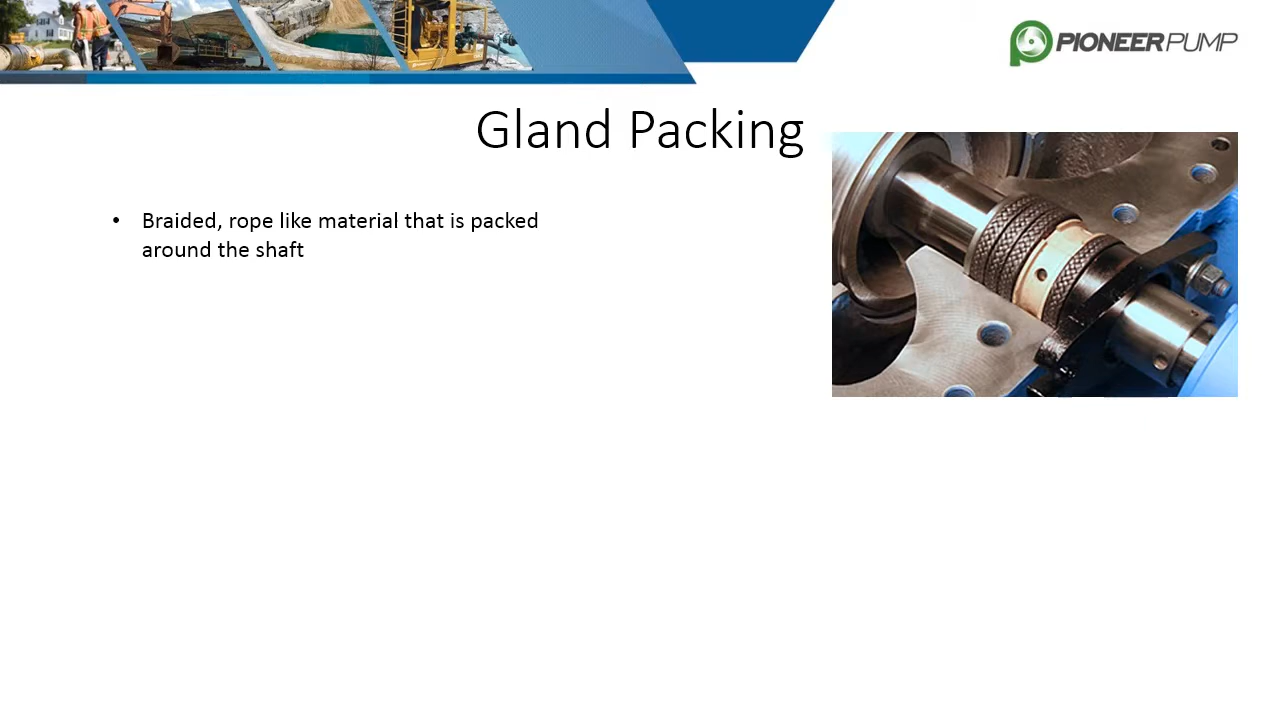 PIONEERPUMP
Gland Packing
• Braided, rope like material that is packed
around the shaft